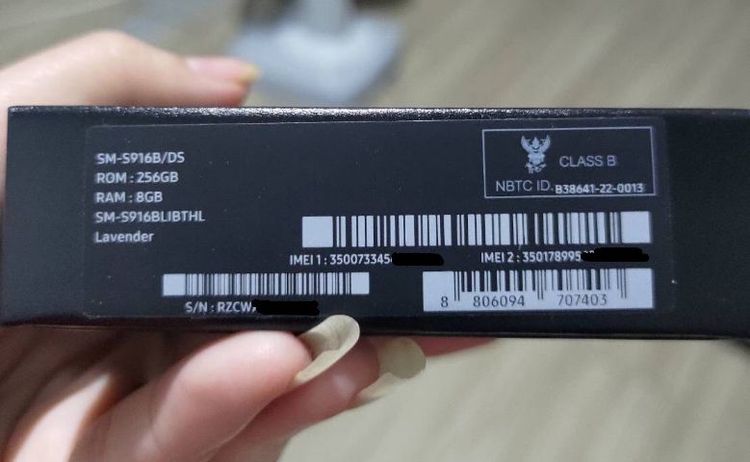 SM-S916B/DS
ROM : 256GB
RAM : 8GB
SM-S916BLIBTHL
Lavender
CLASS B
NBTC ID. B38641-22-0013
IMEI 1 : 350073345
IMEI 2 : 350178995
S/N : RZCW
8 806094 707403